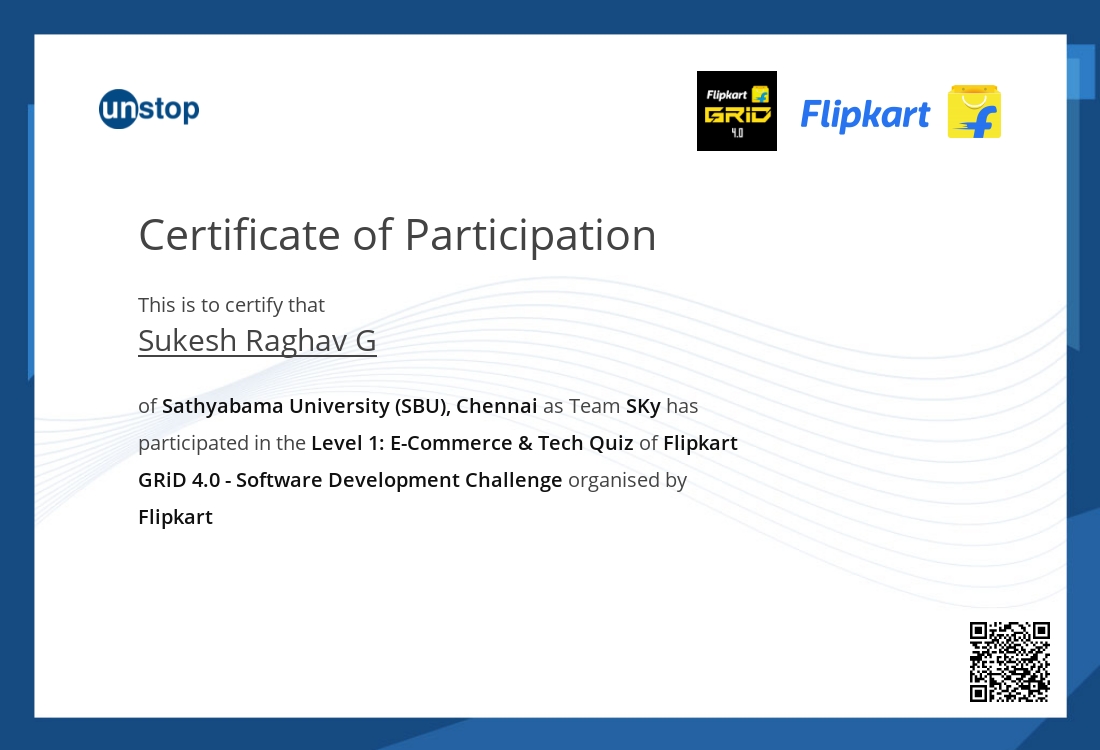 unstop
Flipkart
GRiD
4.0
Flipkart
Certificate of Participation
This is to certify that
Sukesh Raghav G
of Sathyabama University (SBU), Chennai as Team SKy has
participated in the Level 1: E-Commerce & Tech Quiz of Flipkart
GRiD 4.0 - Software Development Challenge organised by
Flipkart